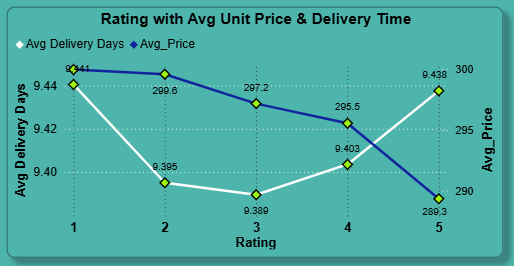 Rating with Avg Unit Price & Delivery Time
Avg Delivery Days Avg_Price
Avg Delivery Days
9.44
9.42
9.40
9.441
9.395
9.389
9.403
9.438
299.6
297.2
295.5
289.3
300
295
290
Avg_Price
1 2 3 4 5
Rating